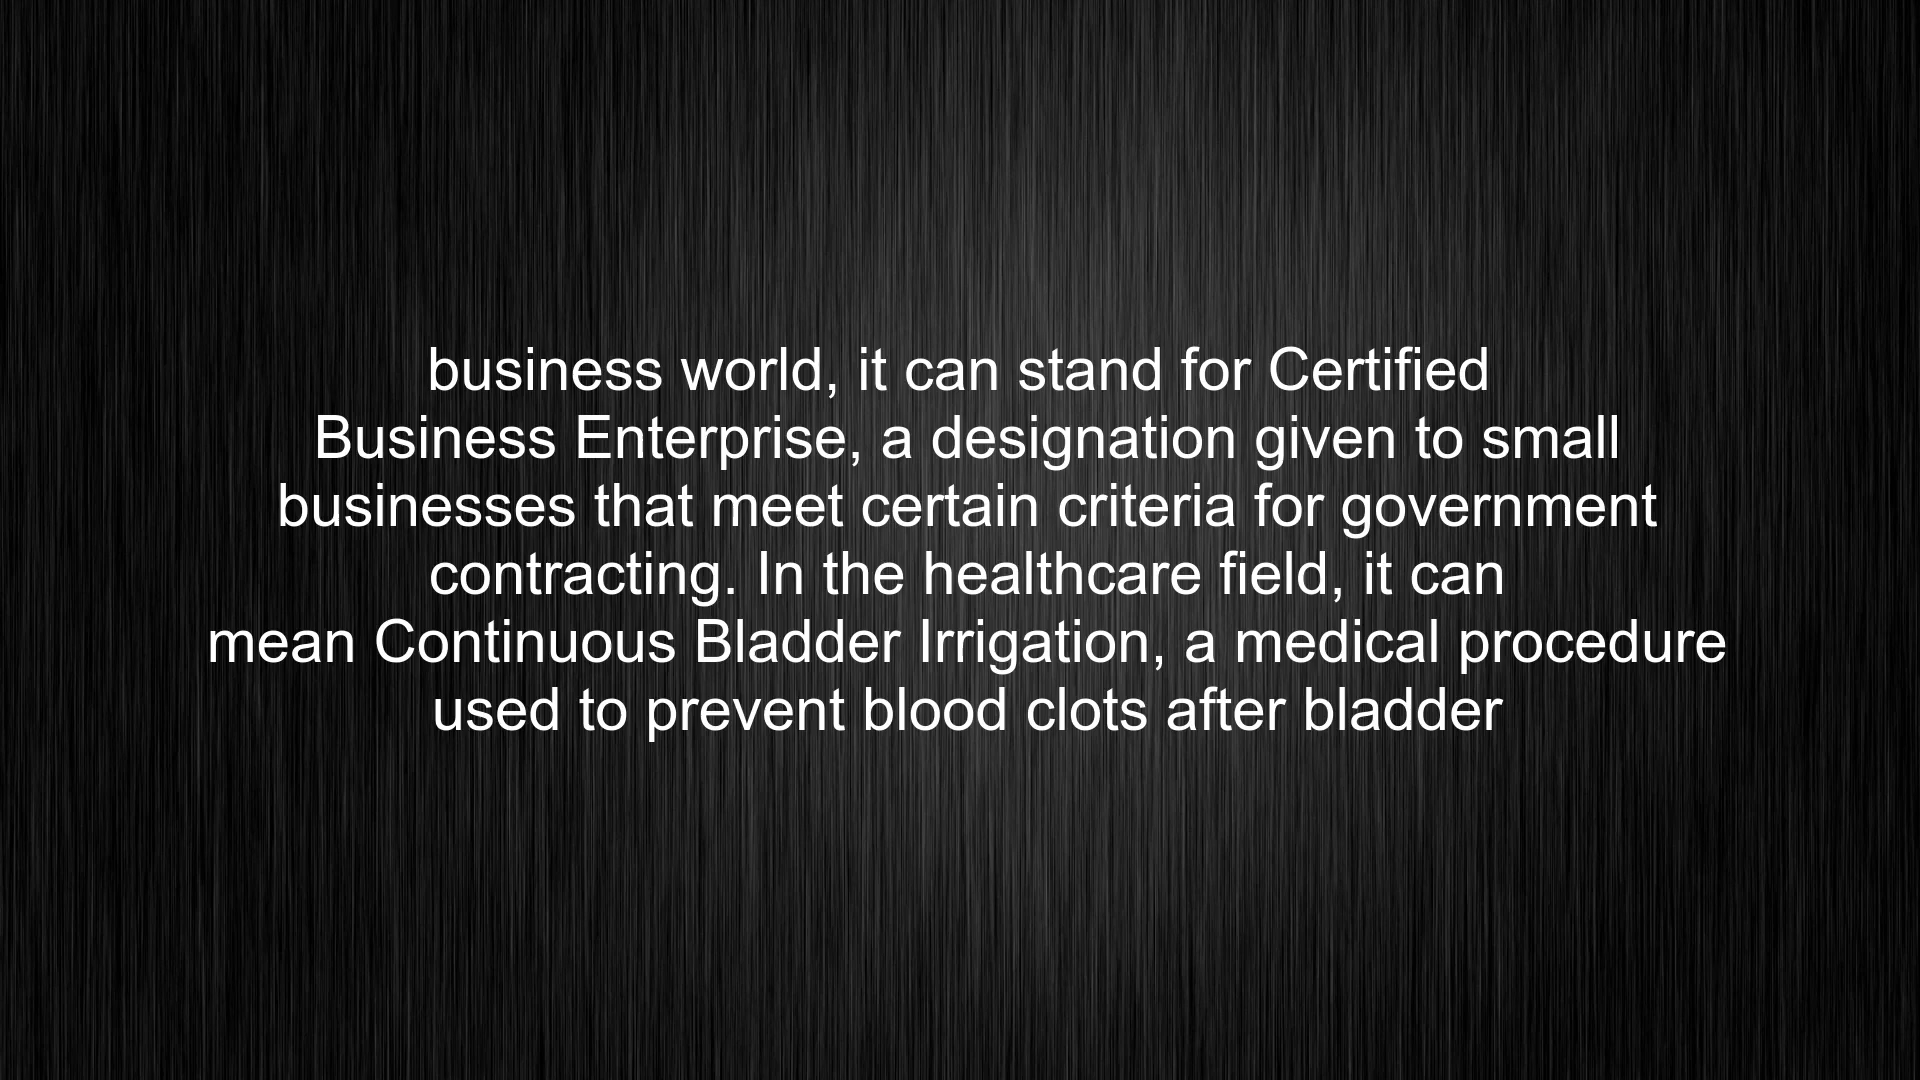 business world, it can stand for Certified
Business Enterprise, a designation given to small
businesses that meet certain criteria for government
contracting. In the healthcare field, it can
mean Continuous Bladder Irrigation, a medical procedure
used to prevent blood clots after bladder